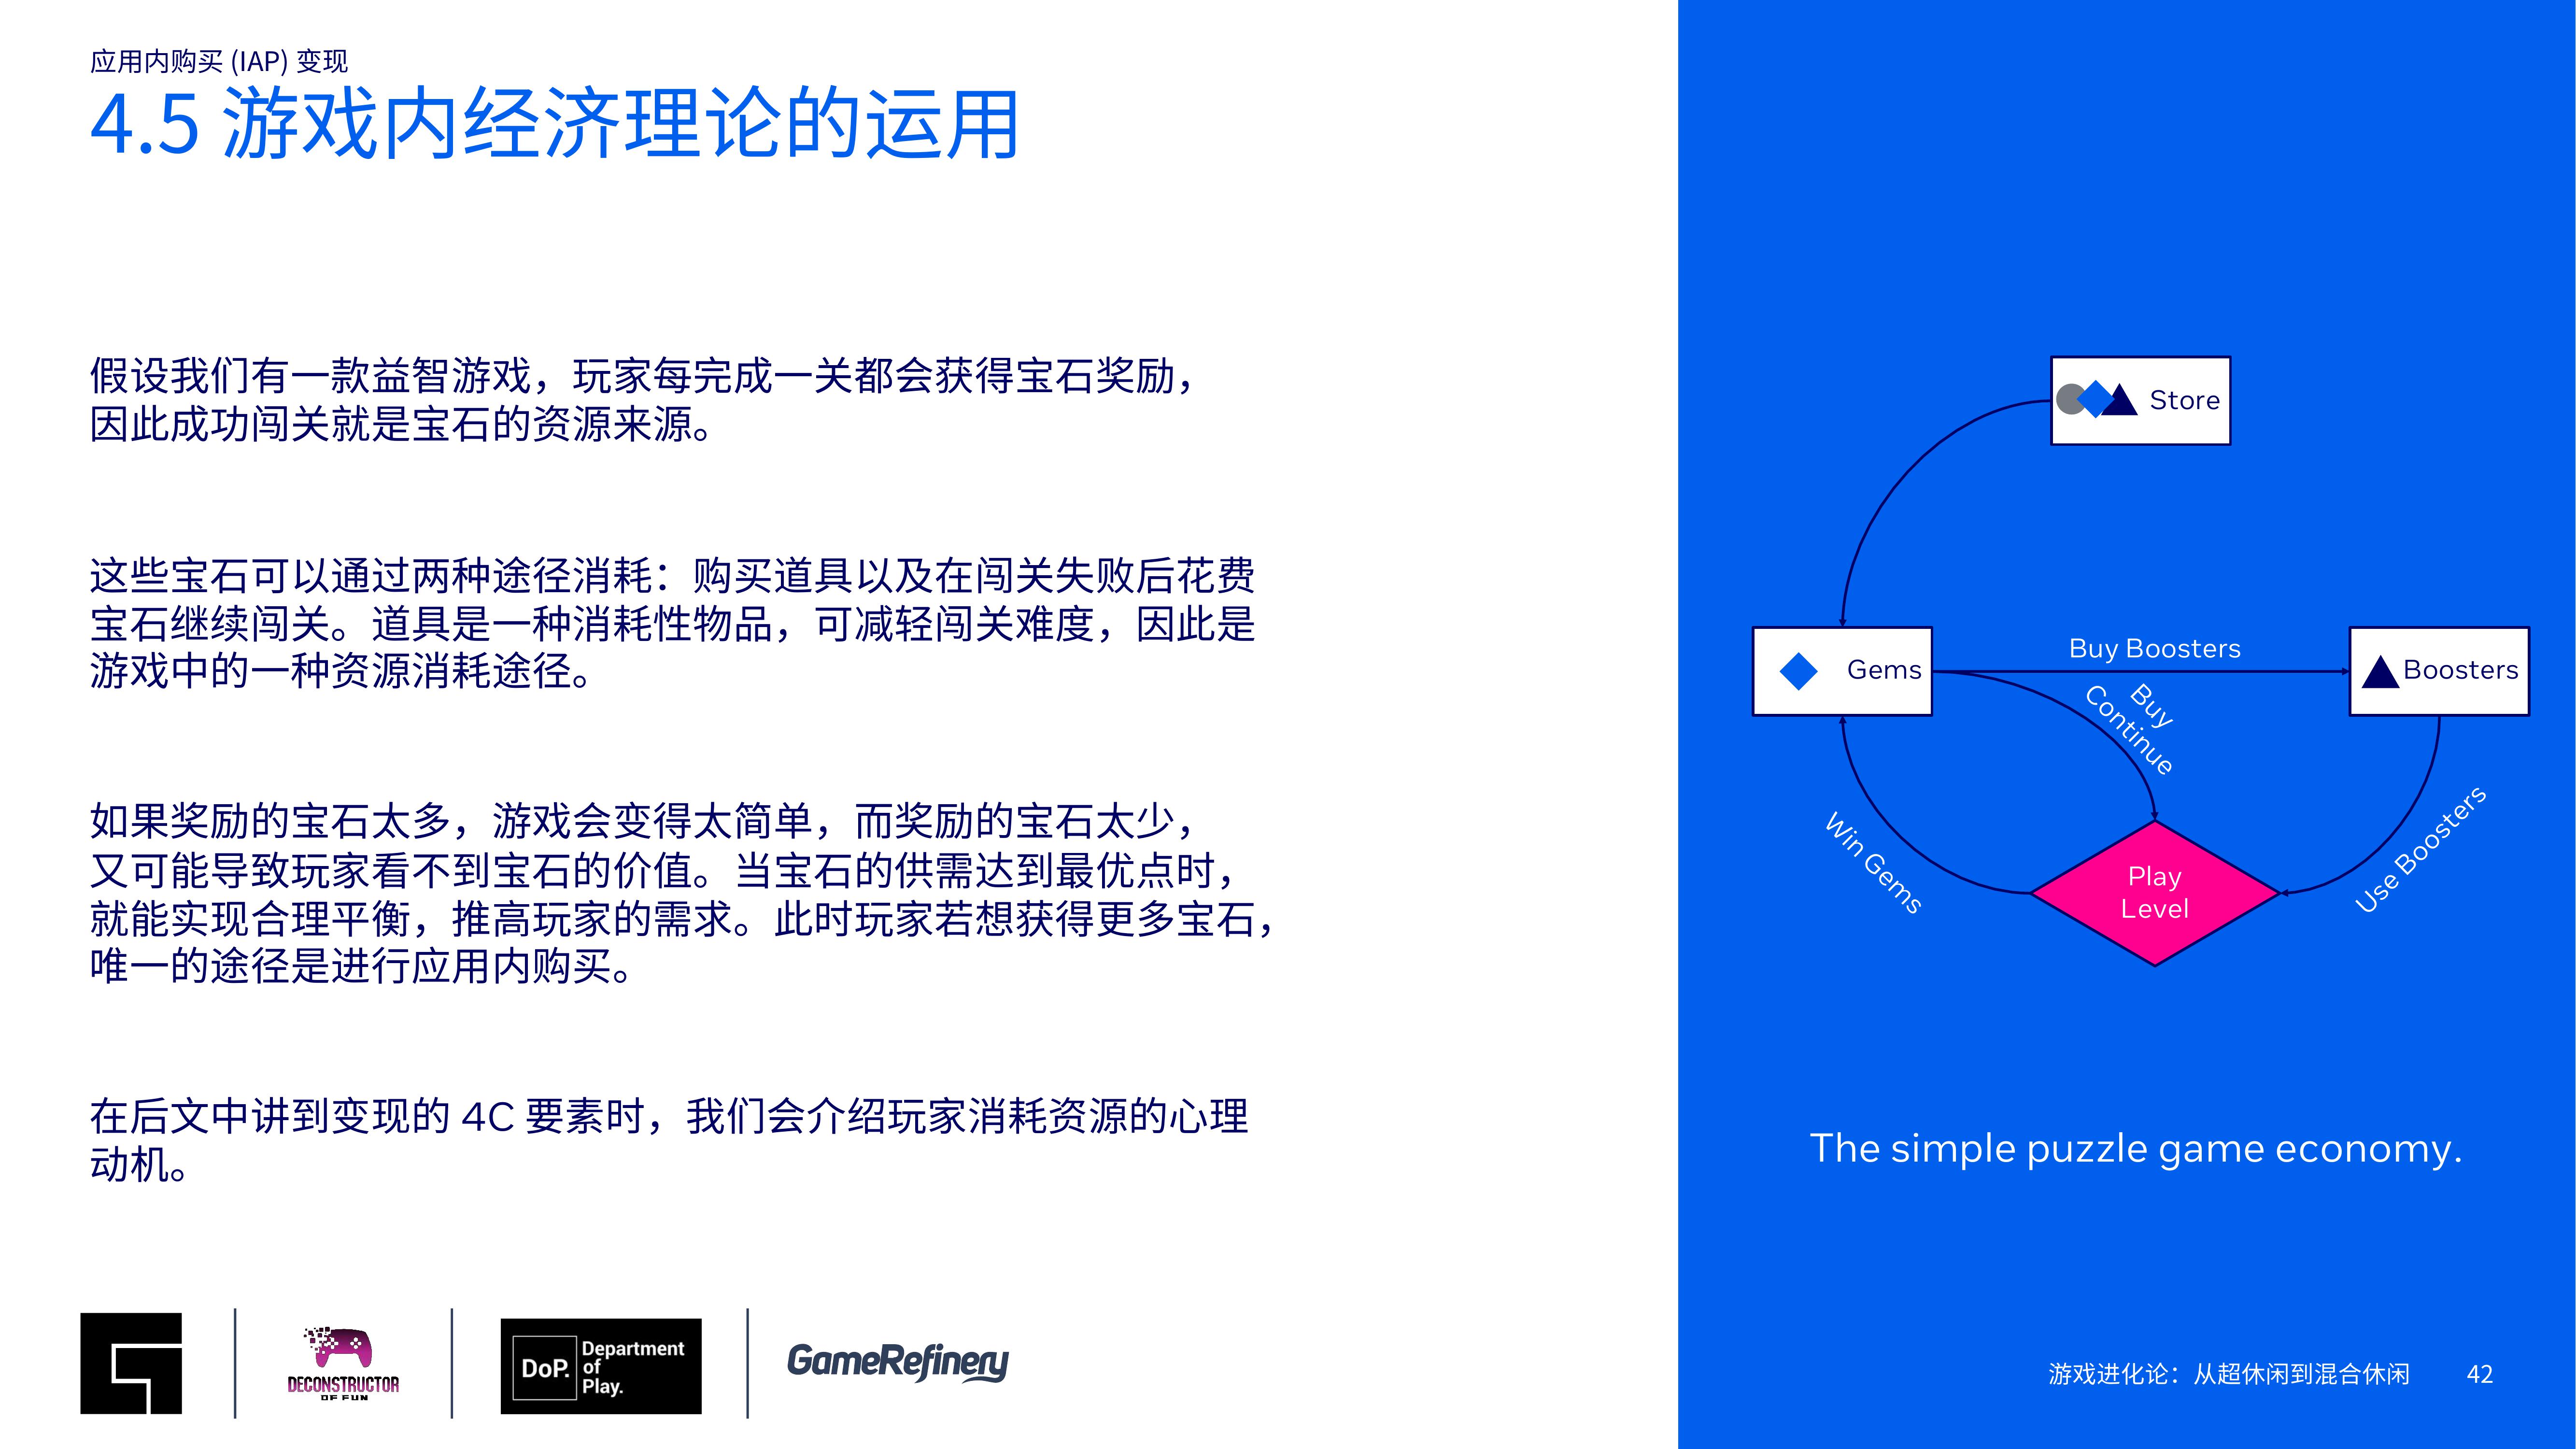 应用内购买 (IAP) 变现
4.5 游戏内经济理论的运用
假设我们有一款益智游戏，玩家每完成一关都会获得宝石奖励，
因此成功闯关就是宝石的资源来源。
这些宝石可以通过两种途径消耗：购买道具以及在闯关失败后花费
宝石继续闯关。道具是一种消耗性物品，可减轻闯关难度，因此是
游戏中的一种资源消耗途径。
如果奖励的宝石太多，游戏会变得太简单，而奖励的宝石太少，
又可能导致玩家看不到宝石的价值。当宝石的供需达到最优点时，
就能实现合理平衡，推高玩家的需求。此时玩家若想获得更多宝石，
唯一的途径是进行应用内购买。
在后文中讲到变现的 4C 要素时，我们会介绍玩家消耗资源的心理
动机。
Store
Gems
Buy Boosters
Boosters
Buy
Continue
Win Gems
Play
Level
Use Boosters
The simple puzzle game economy.
DECONSTRUCTOR
OF FUN
DoP.
Department
of
Play.
GameRefinery
游戏进化论：从超休闲到混合休闲
42